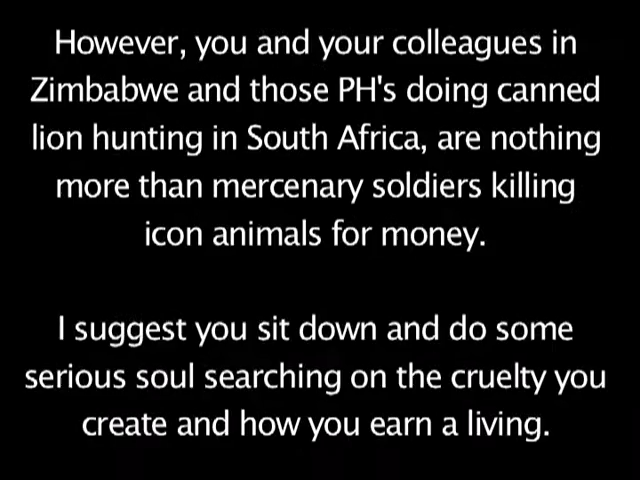 However, you and your colleagues in
Zimbabwe and those PH's doing canned
lion hunting in South Africa, are nothing
more than mercenary soldiers killing
icon animals for money.
I suggest you sit down and do some
serious soul searching on the cruelty you
create and how you earn a living.